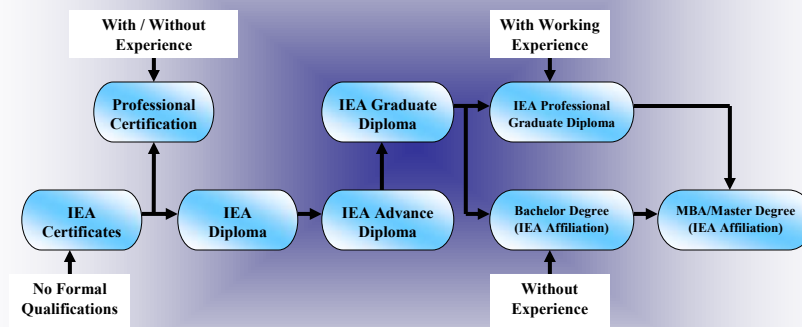 With / Without
Experience
With Working
Experience
Professional
Certification
IEA Graduate
Diploma
IEA Professional
Graduate Diploma
IEA
Certificates
IEA
Diploma
IEA Advance
Diploma
Bachelor Degree
(IEA Affiliation)
MBA/Master Degree
(IEA Affiliation)
No Formal
Qualifications
Without
Experience